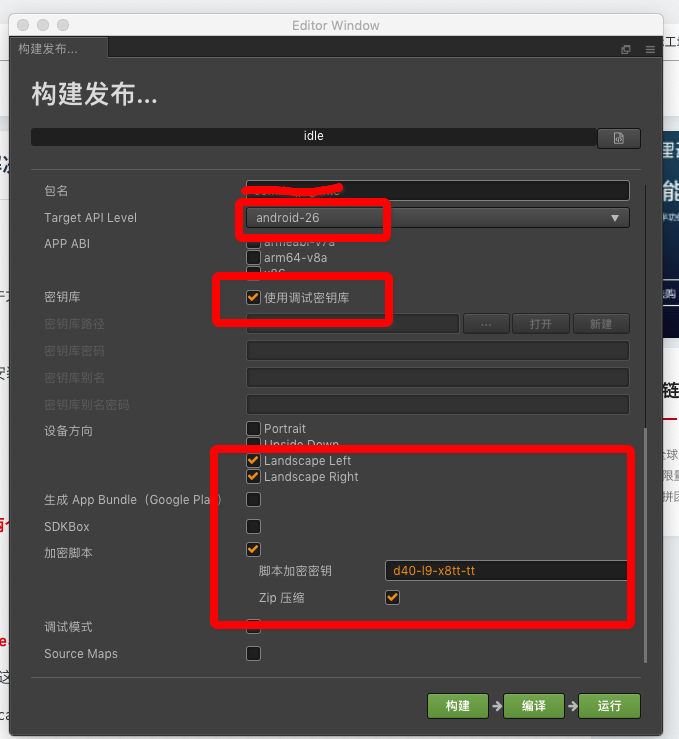 Editor Window
构建发布...
构建发布...
idle
包名
Target API Level
android-26
APP ABI
armeabi-v7a
arm64-v8a
x86
密钥库
使用调试密钥库
密钥库路径
...
打开
新建
密钥库密码
密钥库别名
密钥库别名密码
设备方向
Portrait
Upside Down
Landscape Left
Landscape Right
生成 App Bundle（Google Play）
SDKBox
加密脚本
脚本加密密钥
d40-l9-x8tt-tt
Zip 压缩
调试模式
Source Maps
构建
编译
运行